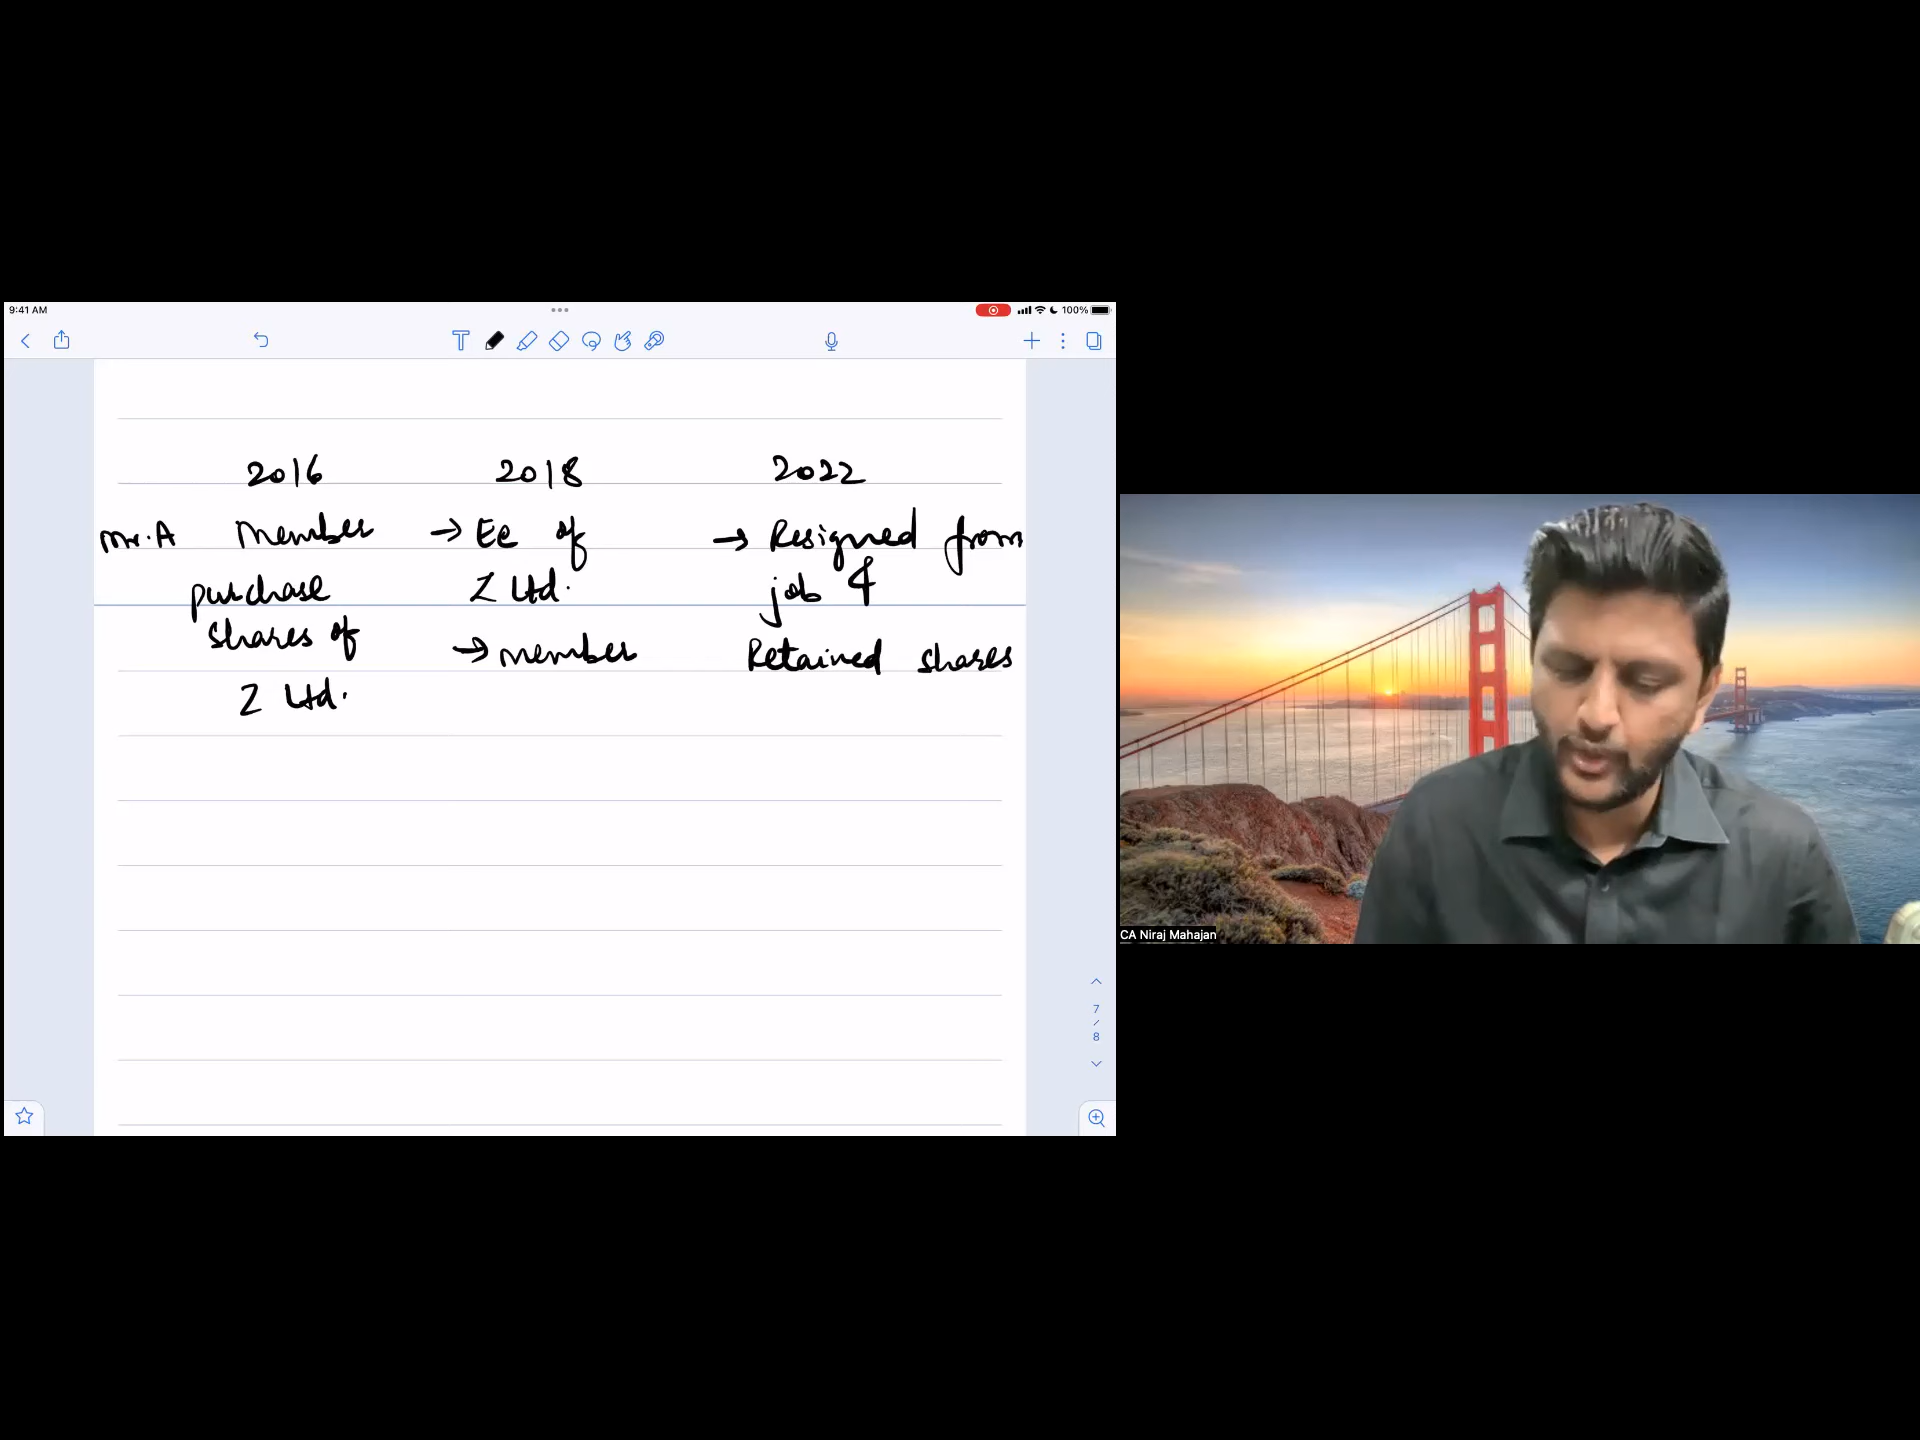 9:41 AM
100%
2016 2018 2022
Mr. A Member → Ee of → Resigned from
purchase Z Ltd. job &
shares of → member Retained shares
Z Ltd.
CA Niraj Mahajan
7
/
8